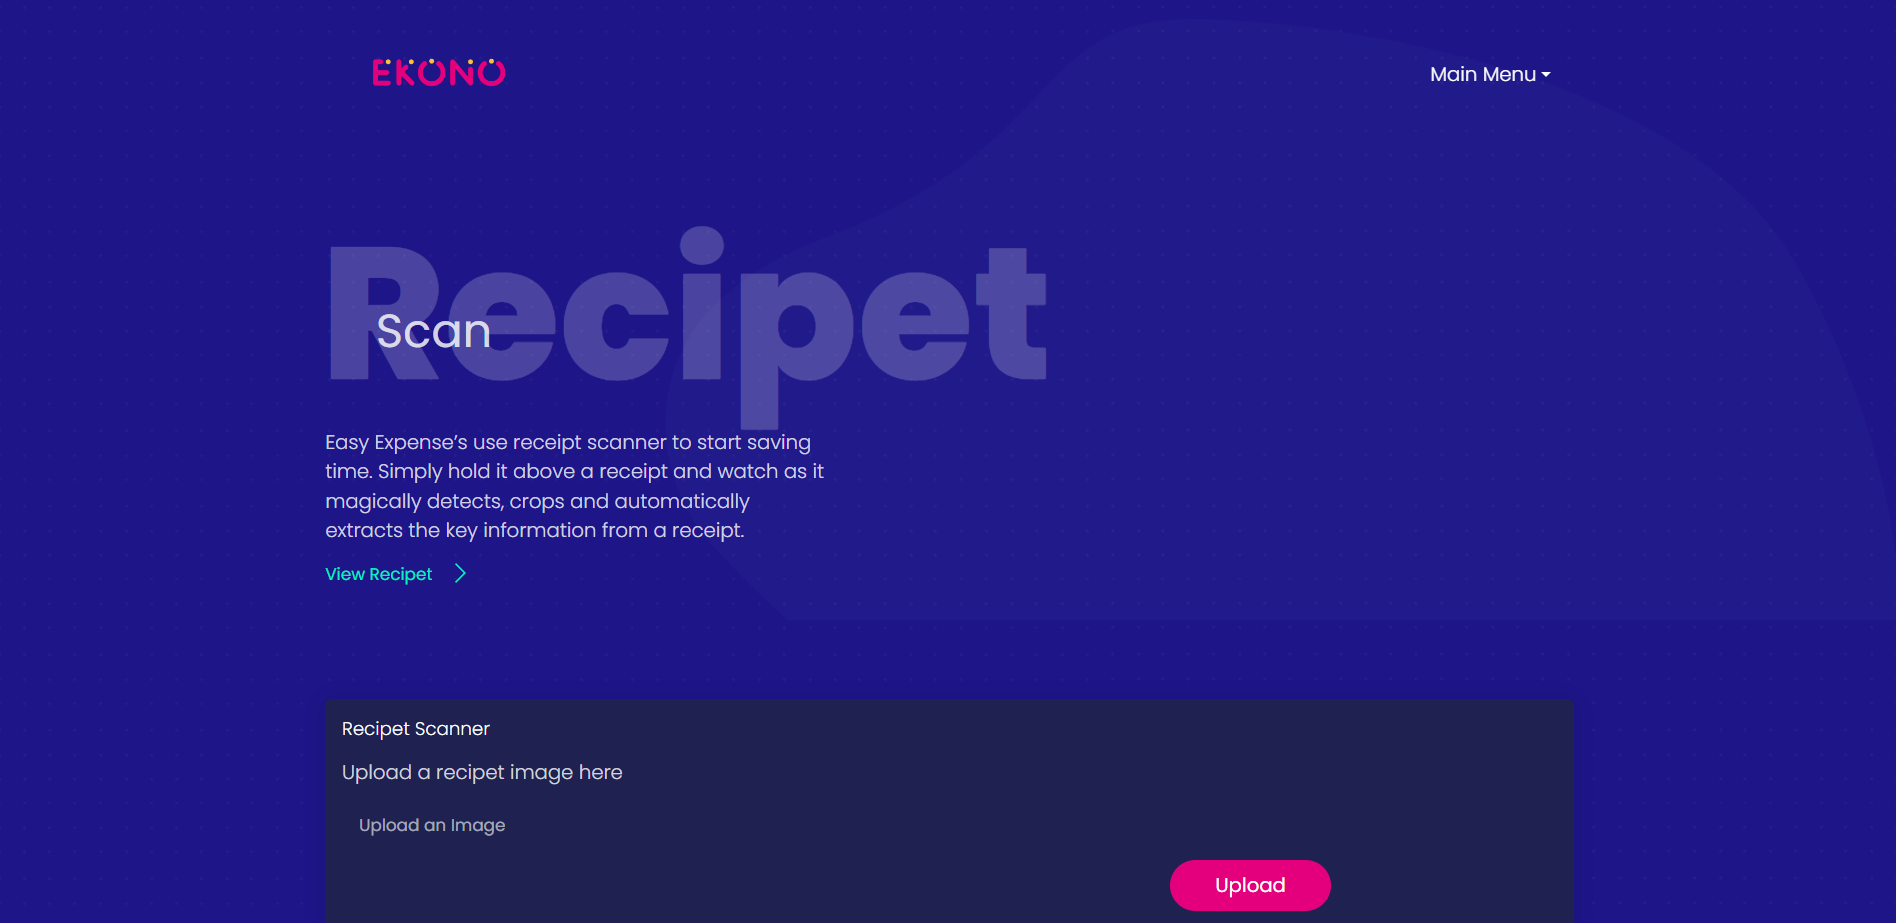 EKONO
Main Menu
Recipet
Scan
Easy Expense’s use receipt scanner to start saving
time. Simply hold it above a receipt and watch as it
magically detects, crops and automatically
extracts the key information from a receipt.
View Recipet
Recipet Scanner
Upload a recipet image here
Upload an Image
Upload